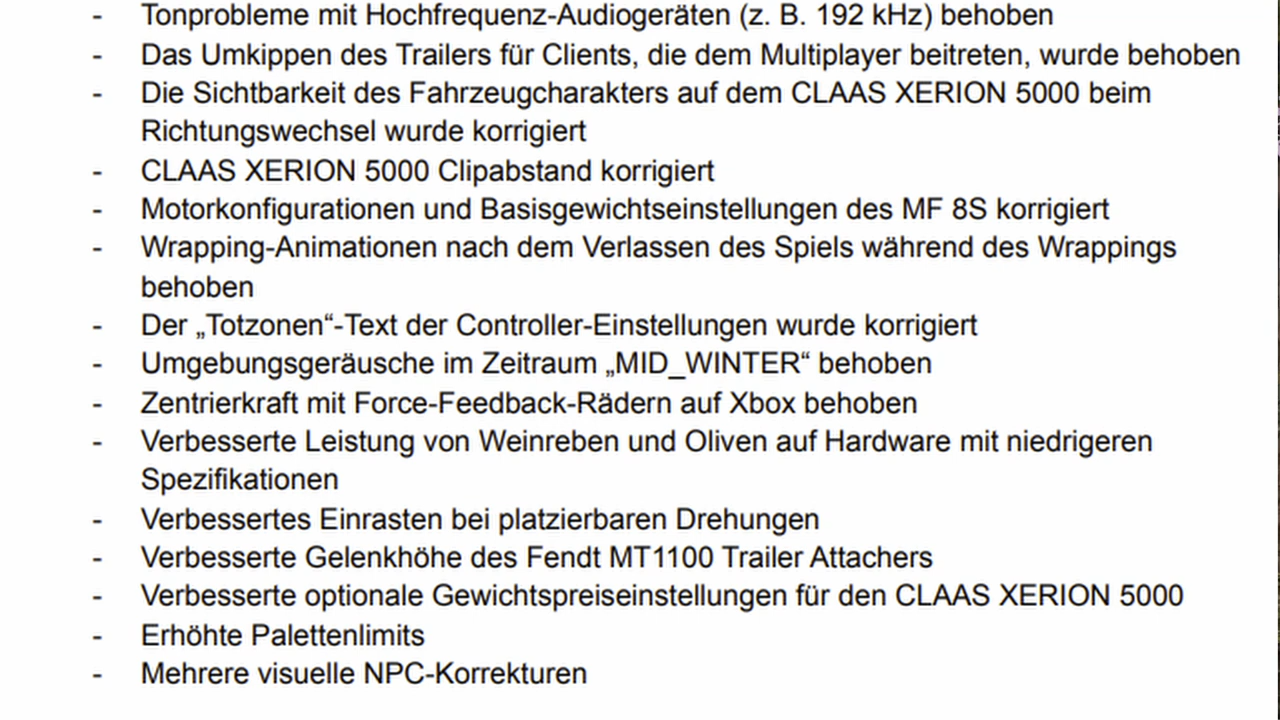 - Tonprobleme mit Hochfrequenz-Audiogeräten (z. B. 192 kHz) behoben
- Das Umkippen des Trailers für Clients, die dem Multiplayer beitreten, wurde behoben
- Die Sichtbarkeit des Fahrzeugcharakters auf dem CLAAS XERION 5000 beim
Richtungswechsel wurde korrigiert
- CLAAS XERION 5000 Clipabstand korrigiert
- Motorkonfigurationen und Basisgewichtseinstellungen des MF 8S korrigiert
- Wrapping-Animationen nach dem Verlassen des Spiels während des Wrappings
behoben
- Der „Totzonen“-Text der Controller-Einstellungen wurde korrigiert
- Umgebungsgeräusche im Zeitraum „MID_WINTER“ behoben
- Zentrierkraft mit Force-Feedback-Rädern auf Xbox behoben
- Verbesserte Leistung von Weinreben und Oliven auf Hardware mit niedrigeren
Spezifikationen
- Verbessertes Einrasten bei platzierbaren Drehungen
- Verbesserte Gelenkhöhe des Fendt MT1100 Trailer Attachers
- Verbesserte optionale Gewichtspreiseinstellungen für den CLAAS XERION 5000
- Erhöhte Palettenlimits
- Mehrere visuelle NPC-Korrekturen